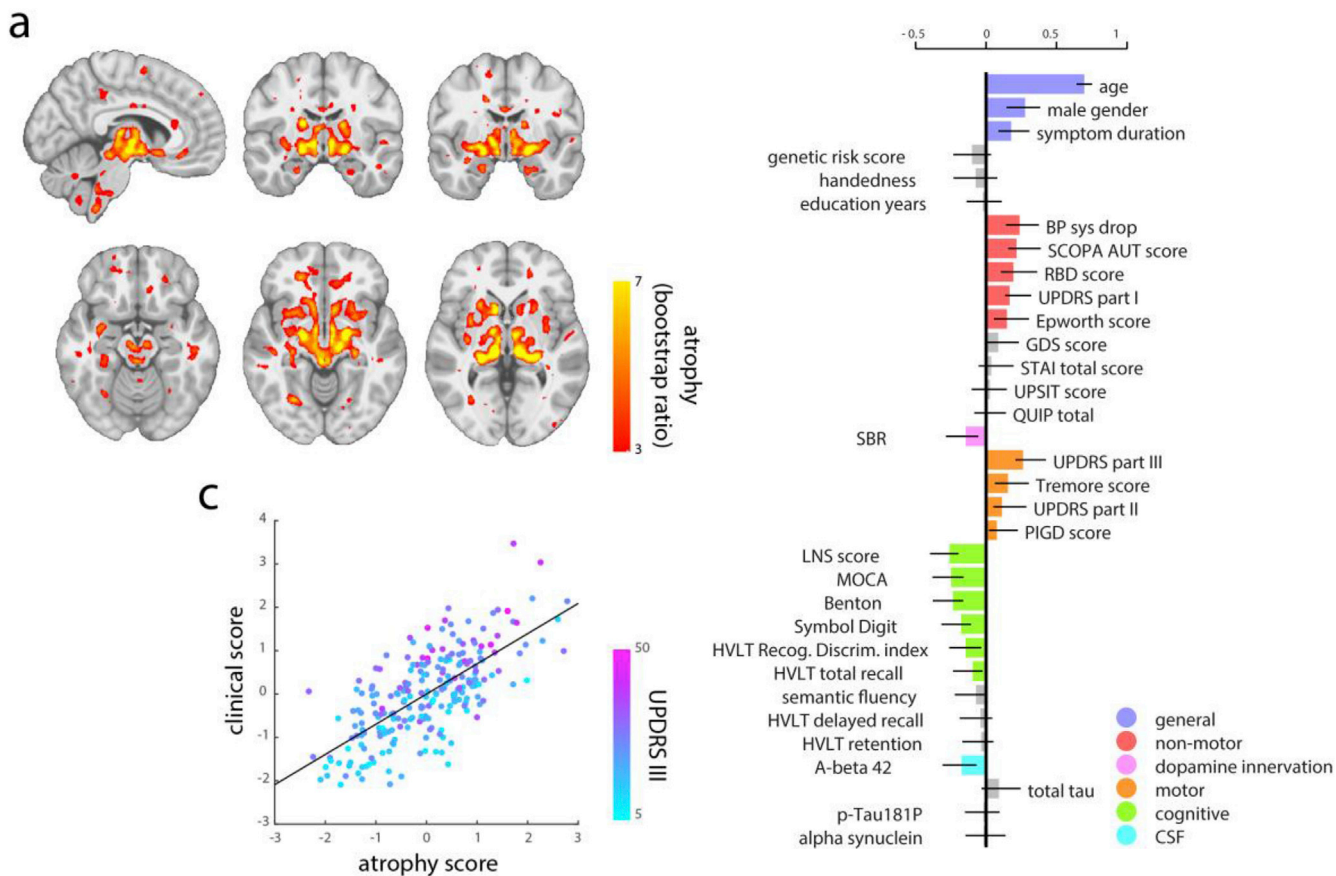 a
7
atrophy
(bootstrap ratio)
3
c
clinical score
4
3
2
1
0
-1
-2
-3
-3
-2
-1
0
1
2
3
atrophy score
50
UPDRS III
5
-0.5
0
0.5
1
age
male gender
symptom duration
genetic risk score
handedness
education years
BP sys drop
SCOPA AUT score
RBD score
UPDRS part I
Epworth score
GDS score
STAI total score
UPSIT score
QUIP total
SBR
UPDRS part III
Tremore score
UPDRS part II
PIGD score
LNS score
MOCA
Benton
Symbol Digit
HVLT Recog. Discrim. index
HVLT total recall
semantic fluency
HVLT delayed recall
HVLT retention
A-beta 42
total tau
p-Tau181P
alpha synuclein
general
non-motor
dopamine innervation
motor
cognitive
CSF